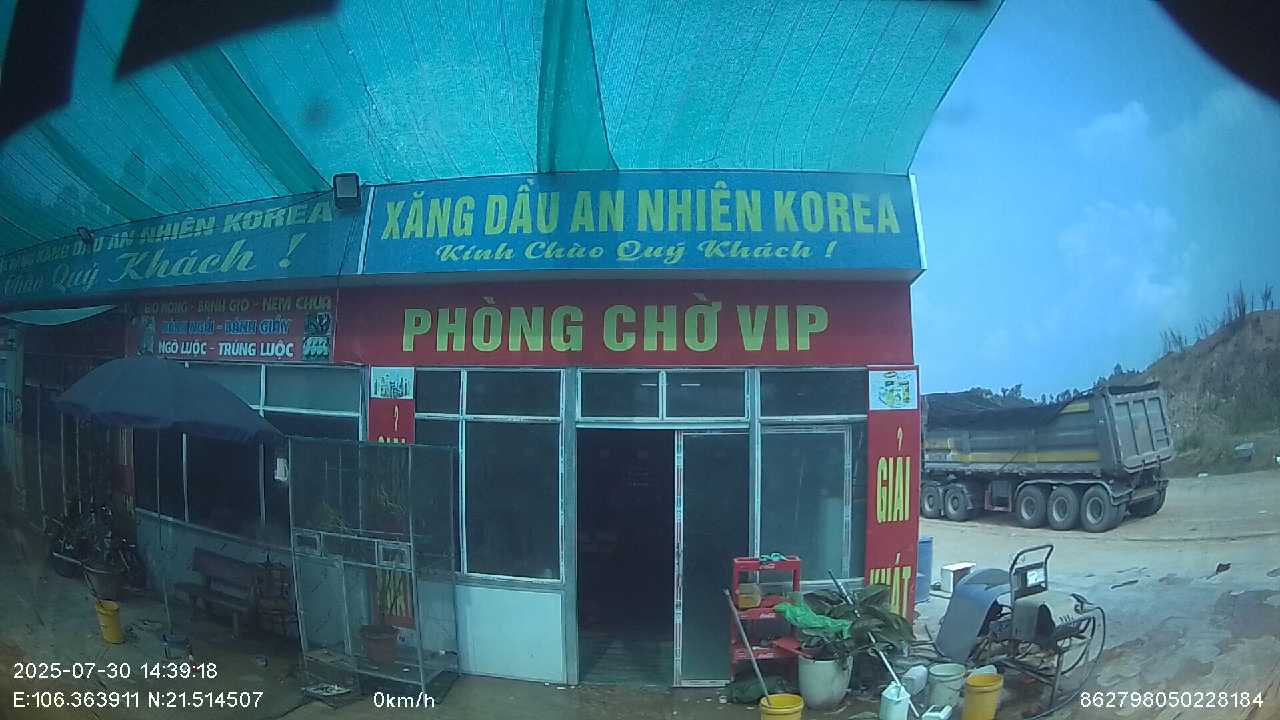 XĂNG DẦU AN NHIÊN KOREA
Kính Chào Quý Khách !
DẦU AN NHIÊN KOREA
Chào Quý Khách !
PHÒNG CHỜ VIP
BÁNH GIÒ - NEM CHUA
NGÔ LUỘC - TRỨNG LUỘC
GIẢI
KHÁT
2025-07-30 14:39:18
E:106.363911 N:21.514507
0km/h
862798050228184